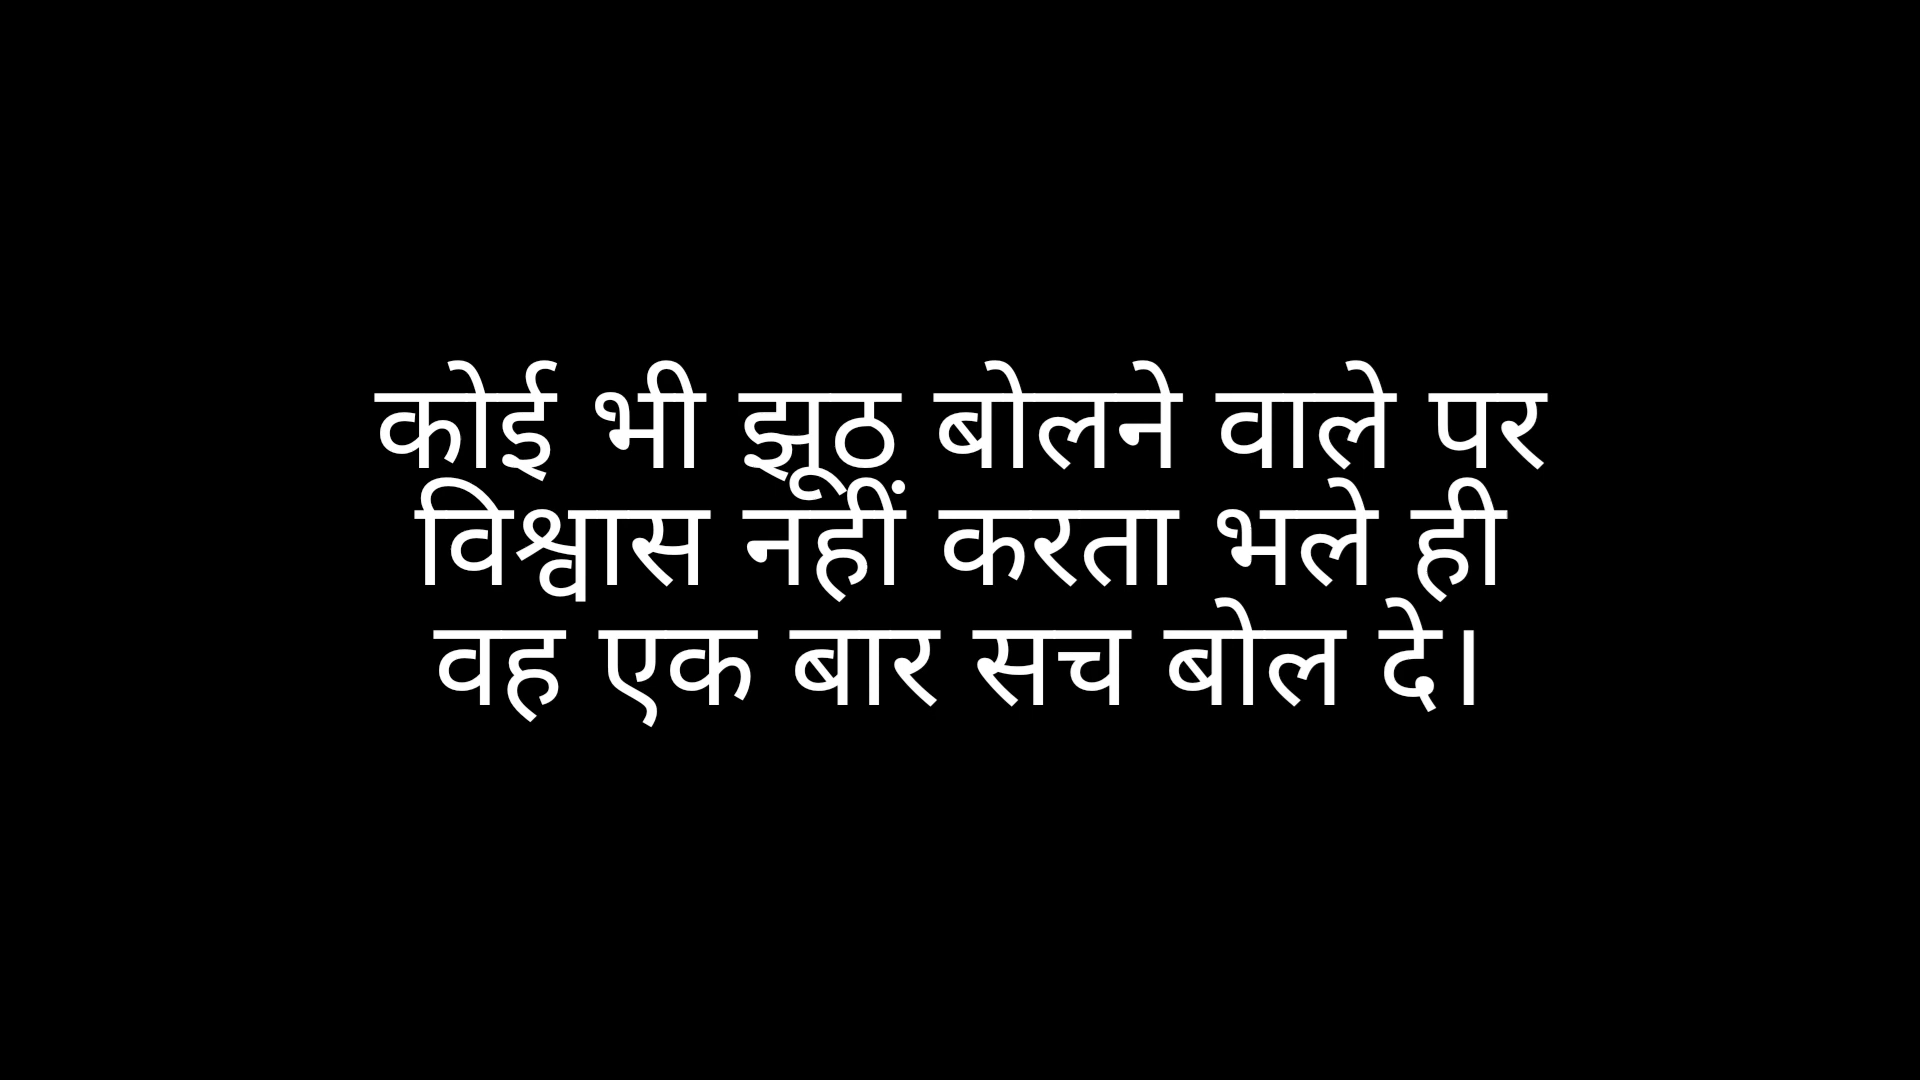 कोई भी झूठ बोलने वाले पर
विश्वास नहीं करता भले ही
वह एक बार सच बोल दे।